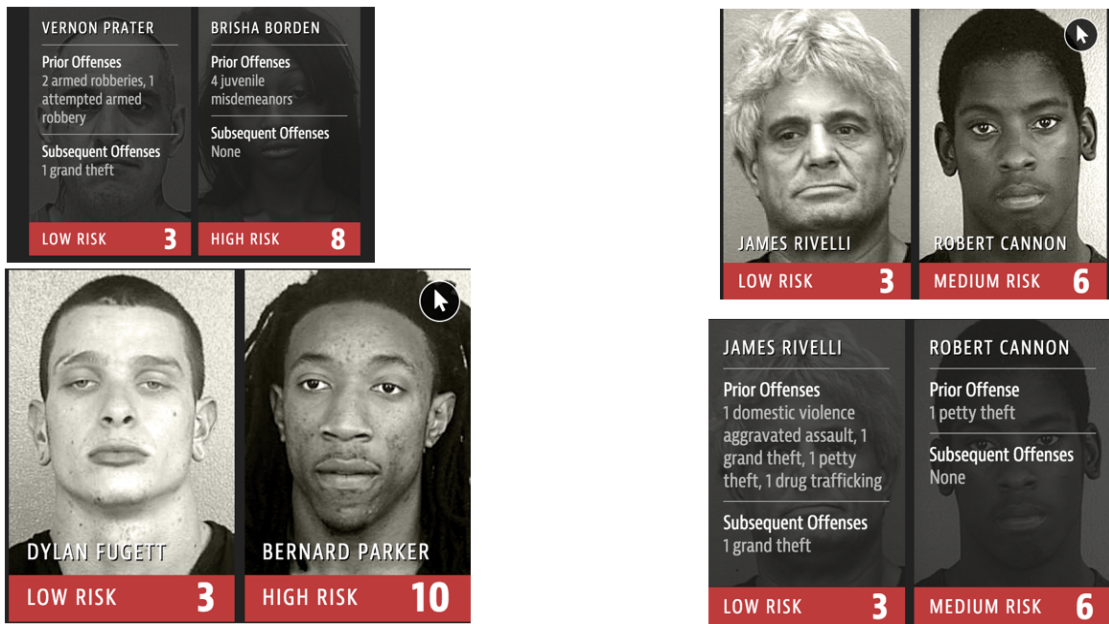 VERNON PRATER
Prior Offenses
2 armed robberies, 1
attempted armed
robbery
Subsequent Offenses
1 grand theft
LOW RISK 3
BRISHA BORDEN
Prior Offenses
4 juvenile
misdemeanors
Subsequent Offenses
None
HIGH RISK 8
DYLAN FUGETT
LOW RISK 3
BERNARD PARKER
HIGH RISK 10
JAMES RIVELLI
LOW RISK 3
ROBERT CANNON
MEDIUM RISK 6
JAMES RIVELLI
Prior Offenses
1 domestic violence
aggravated assault, 1
grand theft, 1 petty
theft, 1 drug trafficking
Subsequent Offenses
1 grand theft
LOW RISK 3
ROBERT CANNON
Prior Offense
1 petty theft
Subsequent Offenses
None
MEDIUM RISK 6